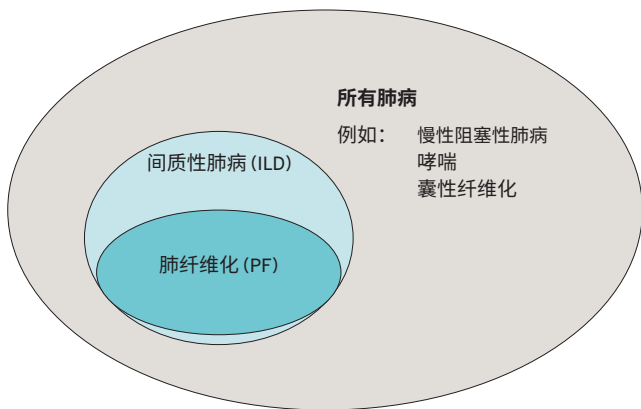 所有肺病
例如： 慢性阻塞性肺病
哮喘
囊性纤维化
间质性肺病 (ILD)
肺纤维化 (PF)